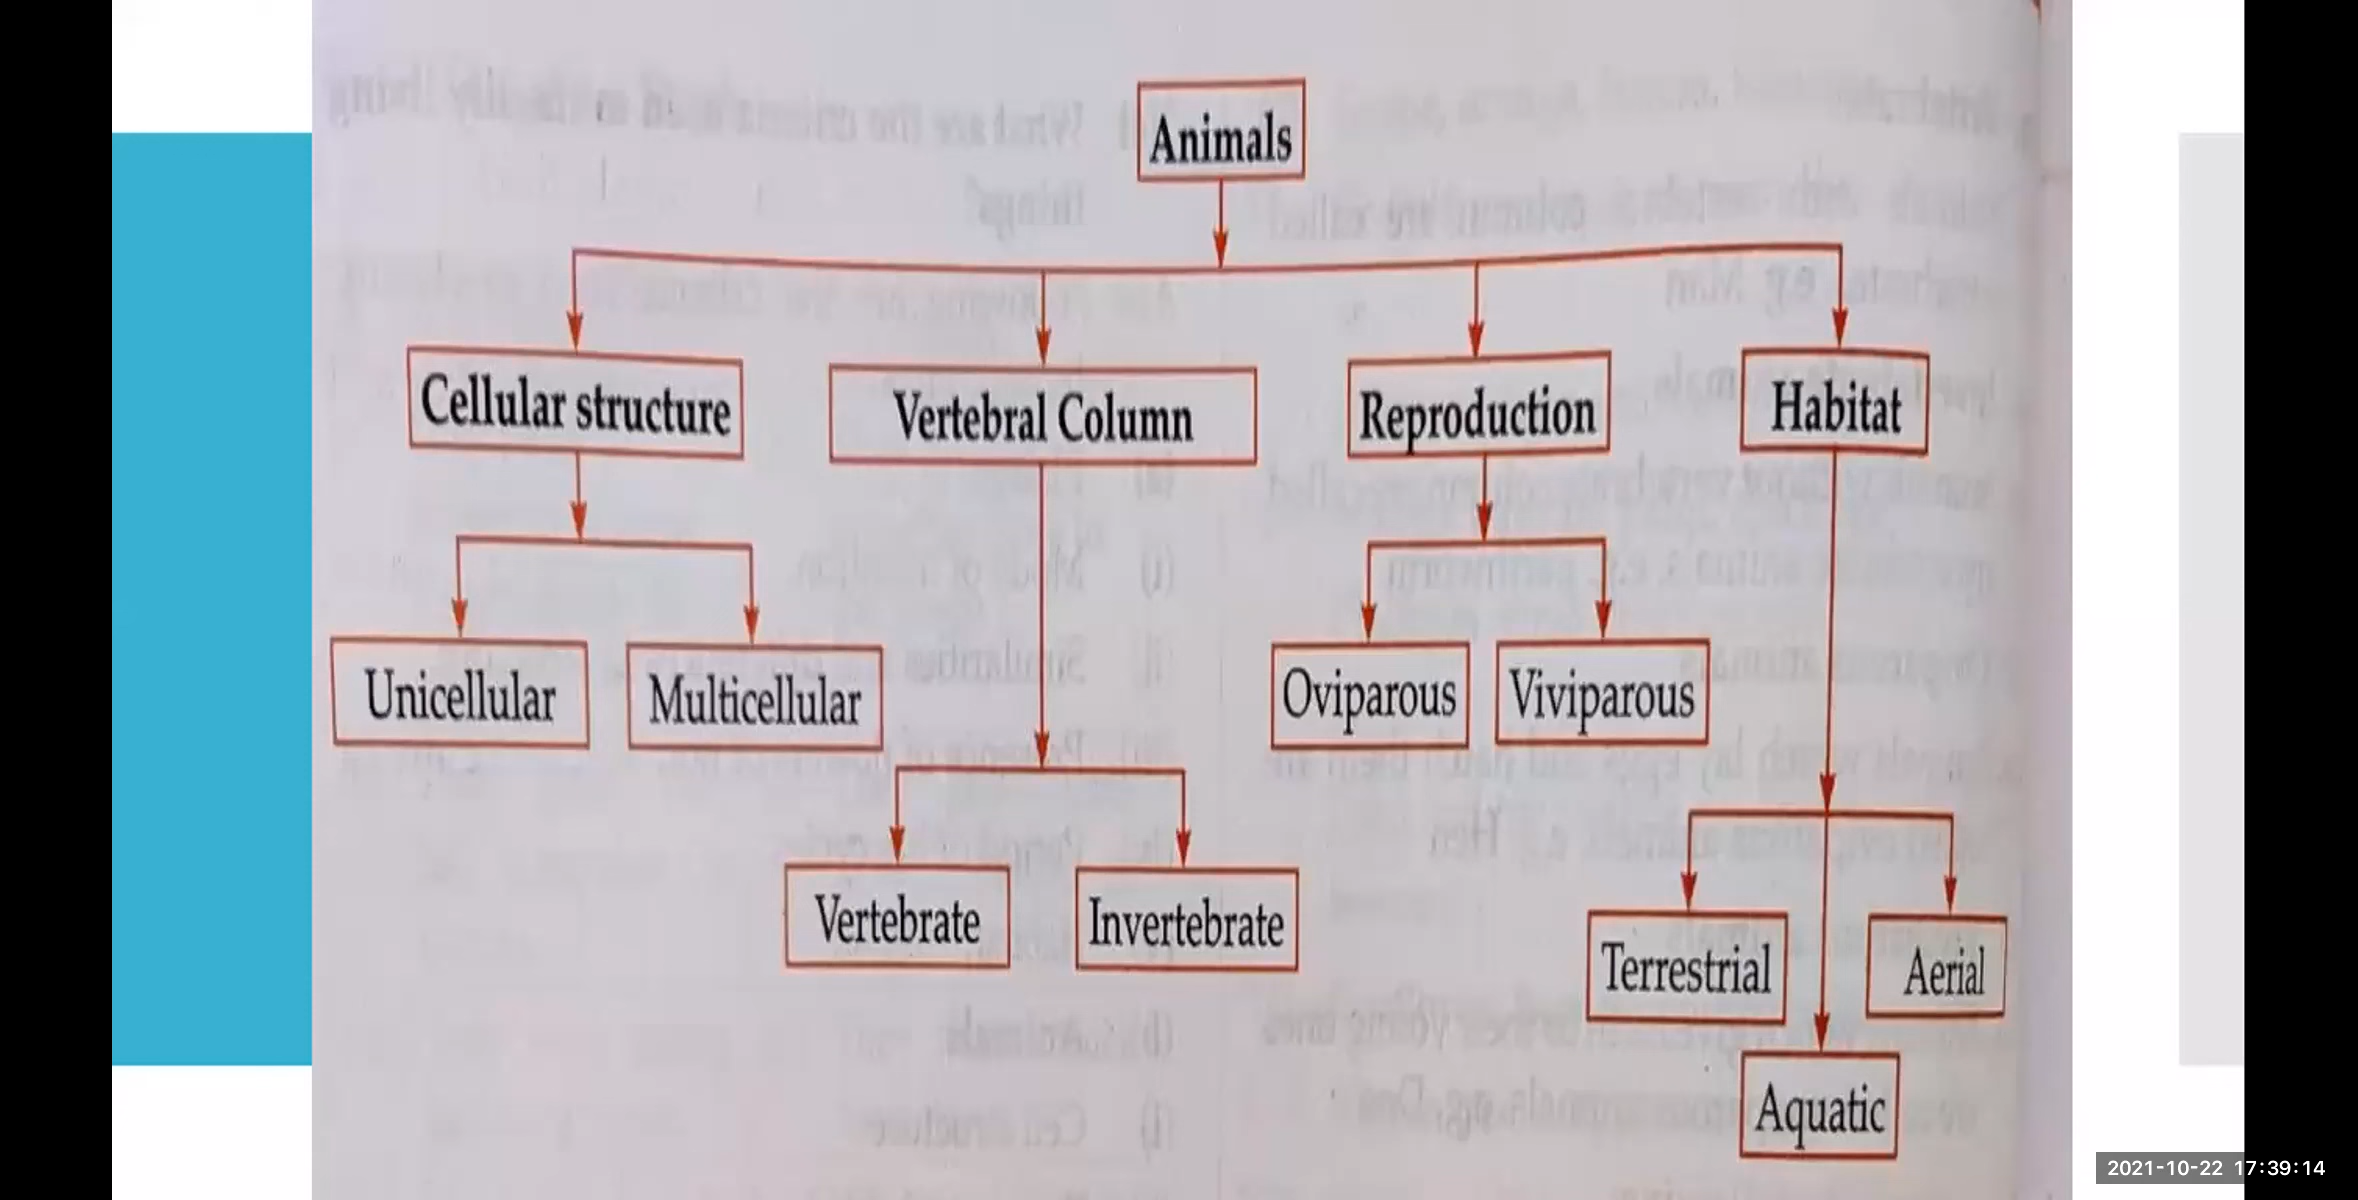 Animals
Cellular structure
Vertebral Column
Reproduction
Habitat
Unicellular
Multicellular
Oviparous
Viviparous
Vertebrate
Invertebrate
Terrestrial
Aerial
Aquatic
2021-10-22 17:39:14